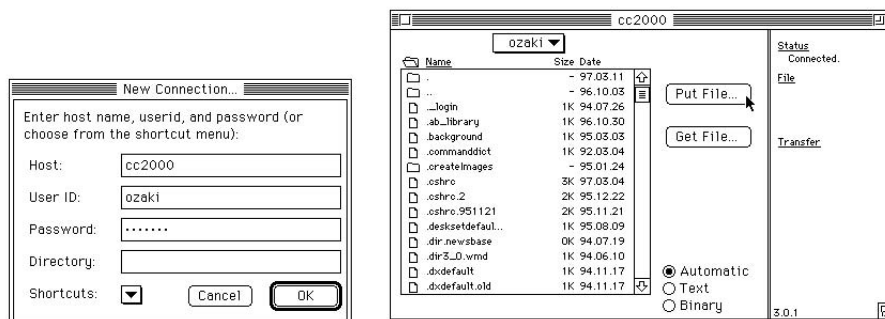 New Connection...
Enter host name, userid, and password (or
choose from the shortcut menu):
Host: cc2000
User ID: ozaki
Password: •••••••
Directory:
Shortcuts: Cancel OK
cc2000
ozaki
Name Size Date
. - 97.03.11
.. - 96.10.03
._login 1K 94.07.26
.ab_library 1K 96.10.30
.background 1K 95.03.03
.commanddict 1K 92.03.04
.createImages - 95.01.24
.cshrc 3K 97.03.04
.cshrc.2 2K 95.12.22
.cshrc.951121 2K 95.11.21
.desksetdefaul... 1K 95.08.09
.dir.newsbase 0K 94.07.19
.dir3_0.wmd 1K 94.06.10
.dxdefault 1K 94.11.17
.dxdefault.old 1K 94.11.17
Put File...
Get File...
Automatic
Text
Binary
Status
Connected.
File
Transfer
3.0.1